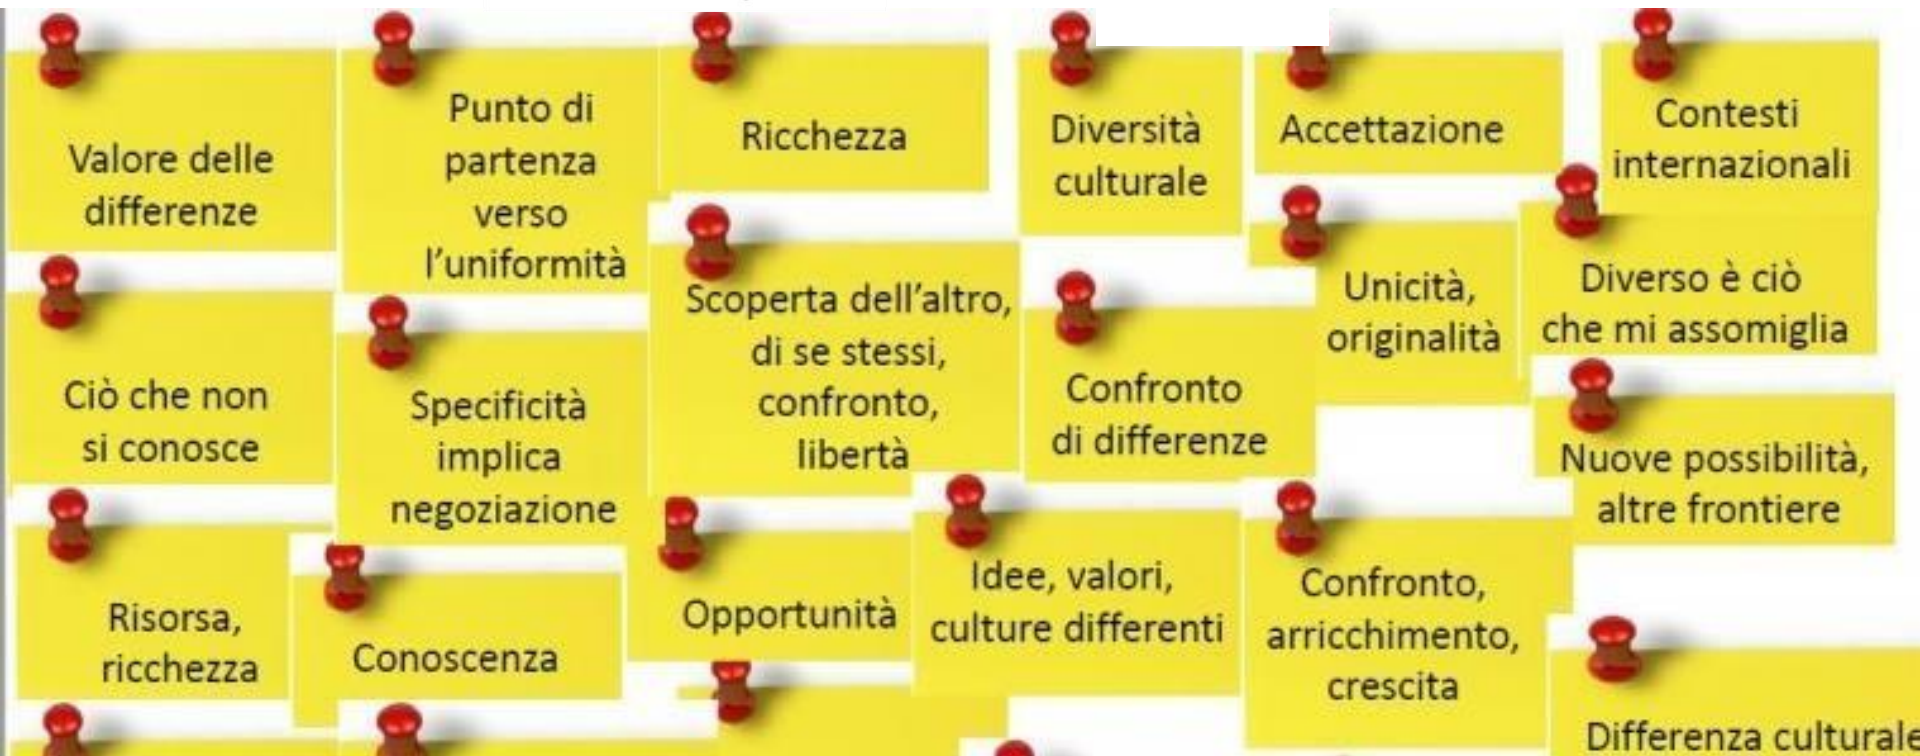 Valore delle
differenze
Punto di
partenza
verso
l’uniformità
Ricchezza
Diversità
culturale
Accettazione
Contesti
internazionali
Ciò che non
si conosce
Specificità
implica
negoziazione
Scoperta dell’altro,
di se stessi,
confronto,
libertà
Confronto
di differenze
Unicità,
originalità
Diverso è ciò
che mi assomiglia
Nuove possibilità,
altre frontiere
Risorsa,
ricchezza
Conoscenza
Opportunità
Idee, valori,
culture differenti
Confronto,
arricchimento,
crescita
Differenza culturale